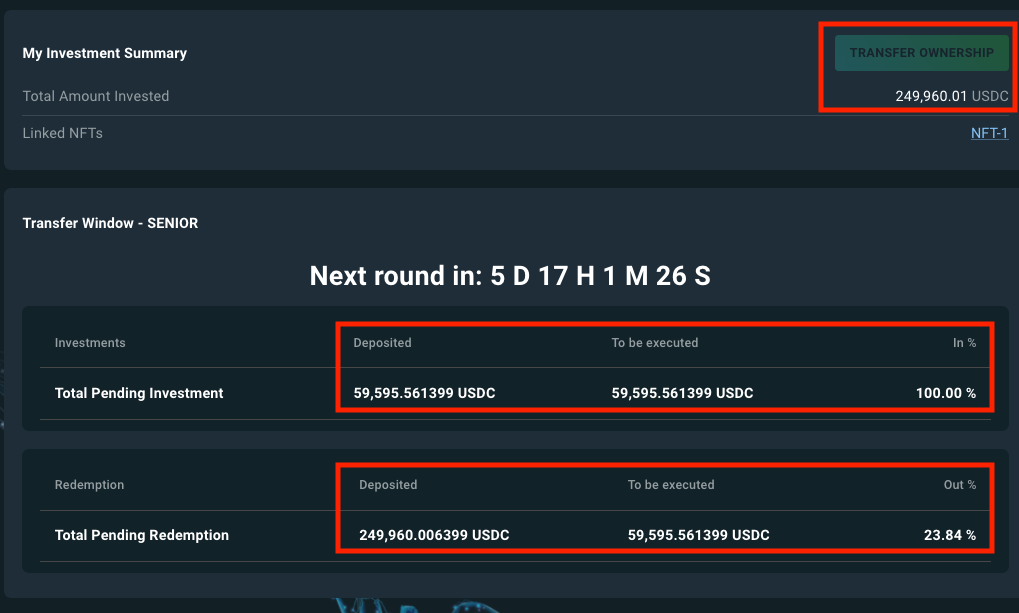 My Investment Summary
TRANSFER OWNERSHIP
Total Amount Invested 249,960.01 USDC
Linked NFTs NFT-1
Transfer Window - SENIOR
Next round in: 5 D 17 H 1 M 26 S
Investments Deposited To be executed In %
Total Pending Investment 59,595.561399 USDC 59,595.561399 USDC 100.00 %
Redemption Deposited To be executed Out %
Total Pending Redemption 249,960.006399 USDC 59,595.561399 USDC 23.84 %